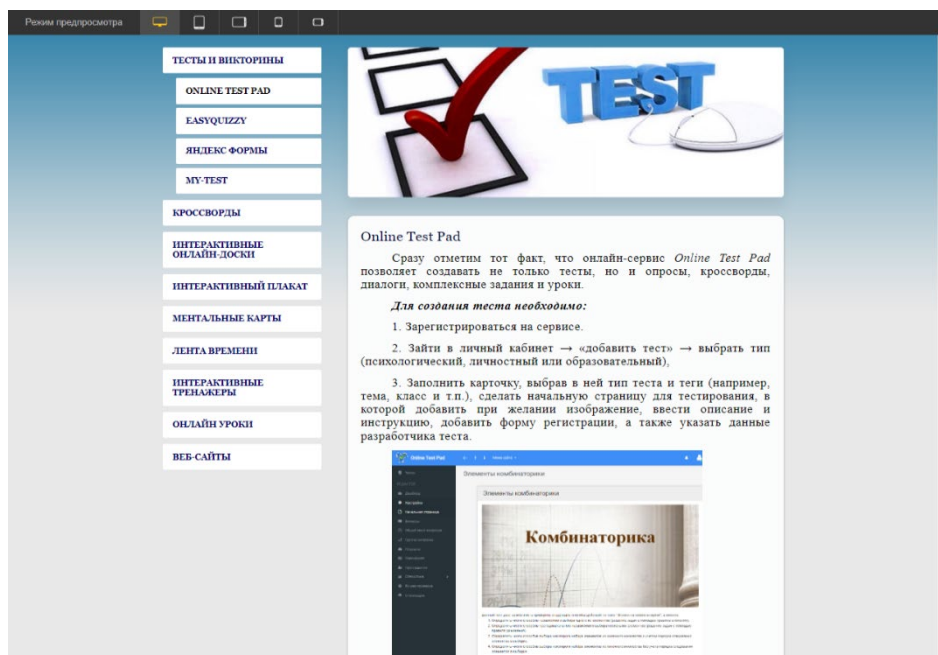 Режим предпросмотра
ТЕСТЫ И ВИКТОРИНЫ
ONLINE TEST PAD
EASYQUIZZY
ЯНДЕКС ФОРМЫ
MY-TEST
КРОССВОРДЫ
ИНТЕРАКТИВНЫЕ
ОНЛАЙН-ДОСКИ
ИНТЕРАКТИВНЫЙ ПЛАКАТ
МЕНТАЛЬНЫЕ КАРТЫ
ЛЕНТА ВРЕМЕНИ
ИНТЕРАКТИВНЫЕ
ТРЕНАЖЕРЫ
ОНЛАЙН УРОКИ
ВЕБ-САЙТЫ
TEST
Online Test Pad
Сразу отметим тот факт, что онлайн-сервис Online Test Pad
позволяет создавать не только тесты, но и опросы, кроссворды,
диалоги, комплексные задания и уроки.
Для создания теста необходимо:
1. Зарегистрироваться на сервисе.
2. Зайти в личный кабинет → «добавить тест» → выбрать тип
(психологический, личностный или образовательный),
3. Заполнить карточку, выбрав в ней тип теста и теги (например,
тема, класс и т.п.), сделать начальную страницу для тестирования, в
которой добавить при желании изображение, ввести описание и
инструкцию, добавить форму регистрации, а также указать данные
разработчика теста.
Online Test Pad
Элементы комбинаторики
Элементы комбинаторики
Комбинаторика